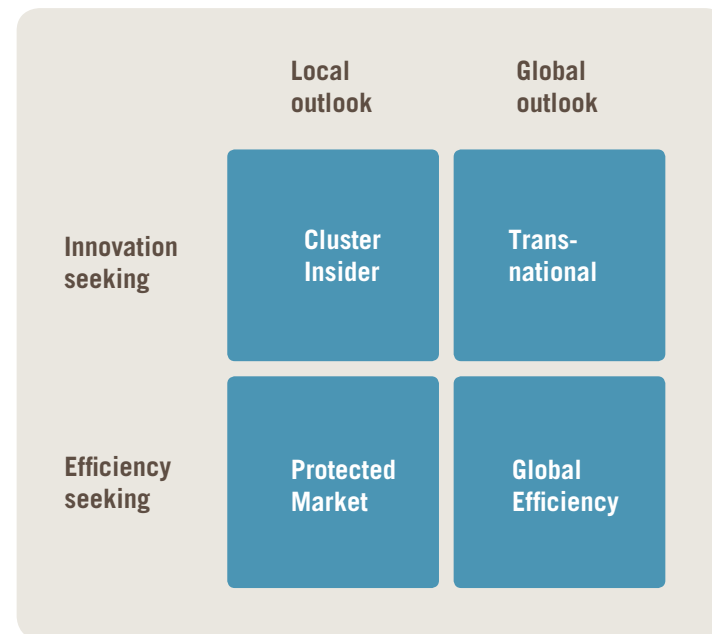 Local
outlook
Global
outlook
Innovation
seeking
Cluster
Insider
Trans-
national
Efficiency
seeking
Protected
Market
Global
Efficiency